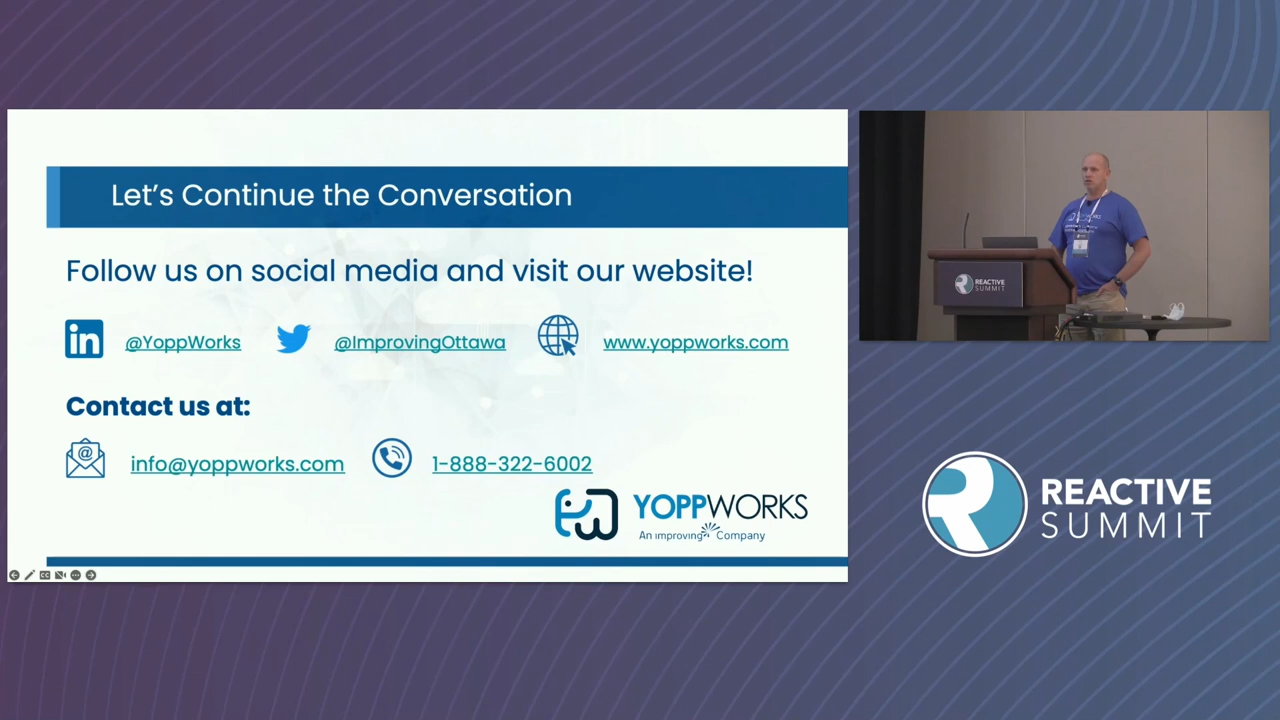 Let's Continue the Conversation
Follow us on social media and visit our website!
@YoppWorks @ImprovingOttawa www.yoppworks.com
Contact us at:
info@yoppworks.com 1-888-322-6002
YOPPWORKS
An improving Company
REACTIVE
SUMMIT
REACTIVE
SUMMIT